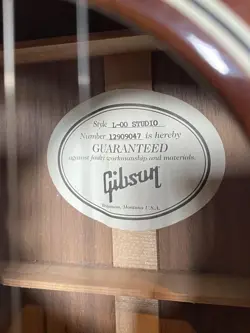 Style L-00 STUDIO
Number 12909047 is hereby
GUARANTEED
against faulty workmanship and materials.
Gibson
Bozeman, Montana U.S.A.